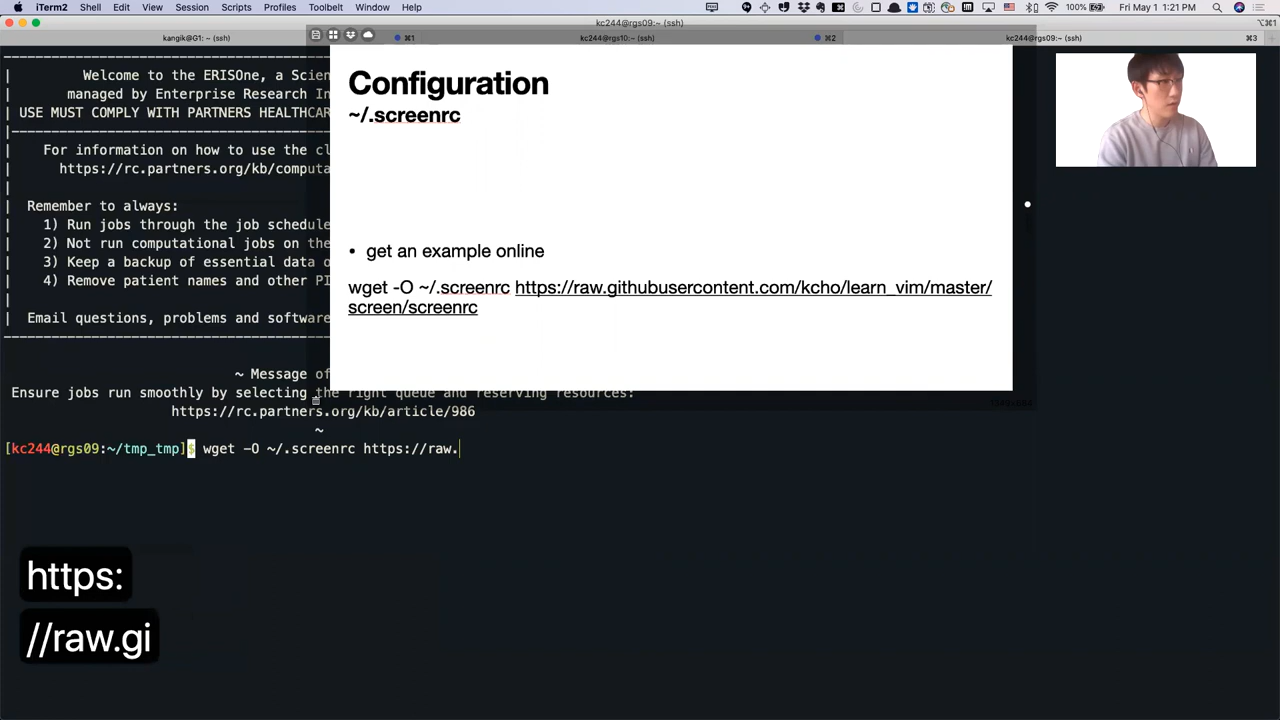 iTerm2 Shell Edit View Session Scripts Profiles Toolbelt Window Help
100% Fri May 1 1:21 PM
kc244@rgs09:~ (ssh)
⌥⌘1
kangik@G1: ~ (ssh)
⌘1
kc244@rgs10:~ (ssh)
⌘2
kc244@rgs09:~ (ssh)
⌘3
Welcome to the ERISOne, a Scien
managed by Enterprise Research In
USE MUST COMPLY WITH PARTNERS HEALTHCAR
For information on how to use the cl
https://rc.partners.org/kb/computa
Remember to always:
1) Run jobs through the job schedule
2) Not run computational jobs on the
3) Keep a backup of essential data o
4) Remove patient names and other PI
Email questions, problems and software
~ Message of
Ensure jobs run smoothly by selecting the right queue and reserving resources:
https://rc.partners.org/kb/article/986
~
[kc244@rgs09:~/tmp_tmp]$ wget -O ~/.screenrc https://raw.
Configuration
~/.screenrc
• get an example online
wget -O ~/.screenrc https://raw.githubusercontent.com/kcho/learn_vim/master/
screen/screenrc
https:
//raw.gi